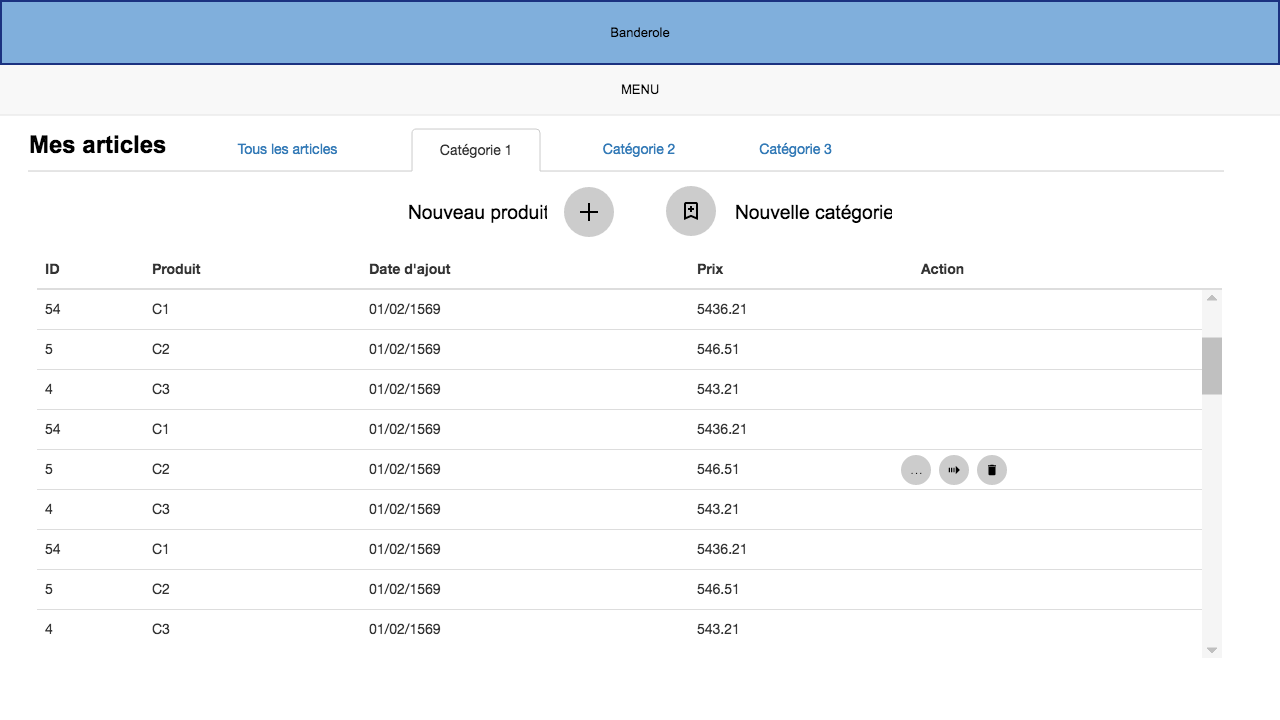 Banderole
MENU
Mes articles Tous les articles Catégorie 1 Catégorie 2 Catégorie 3
Nouveau produit Nouvelle catégorie
ID Produit Date d'ajout Prix Action
54 C1 01/02/1569 5436.21
5 C2 01/02/1569 546.51
4 C3 01/02/1569 543.21
54 C1 01/02/1569 5436.21
5 C2 01/02/1569 546.51 ...
4 C3 01/02/1569 543.21
54 C1 01/02/1569 5436.21
5 C2 01/02/1569 546.51
4 C3 01/02/1569 543.21